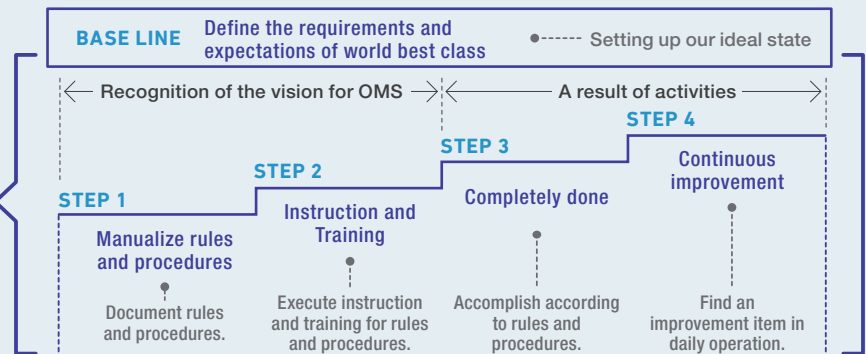 BASE LINE
Define the requirements and
expectations of world best class
Setting up our ideal state
Recognition of the vision for OMS
A result of activities
STEP 1
Manualize rules
and procedures
Document rules
and procedures.
STEP 2
Instruction and
Training
Execute instruction
and training for rules
and procedures.
STEP 3
Completely done
Accomplish according
to rules and
procedures.
STEP 4
Continuous
improvement
Find an
improvement item in
daily operation.